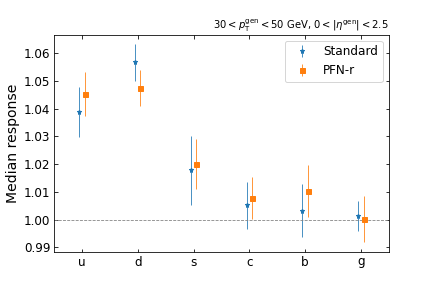 30 < p_T^gen < 50 GeV, 0 < |η^gen| < 2.5
Median response
1.06
1.05
1.04
1.03
1.02
1.01
1.00
0.99
Standard
PFN-r
u d s c b g